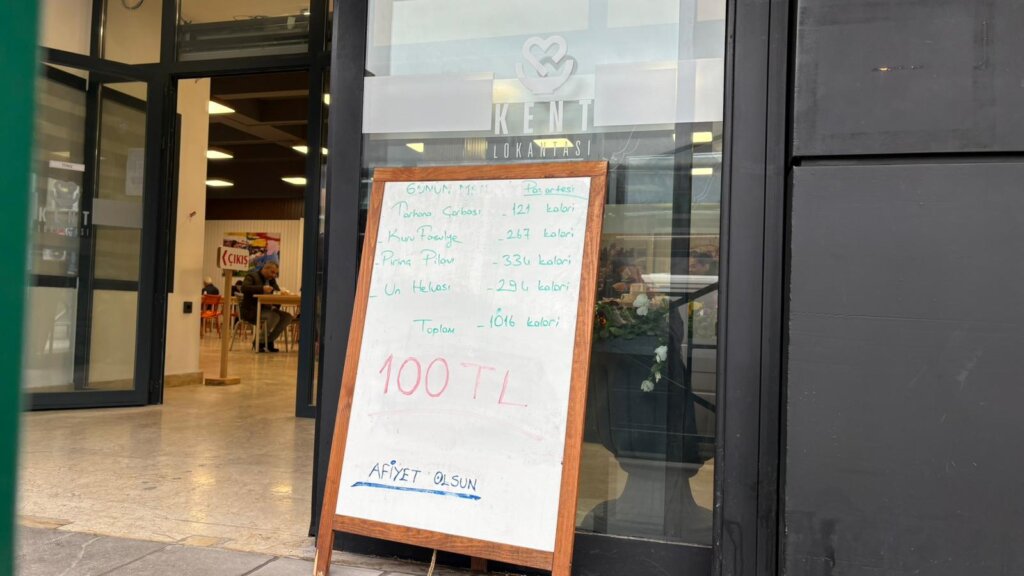 KENT
LOKANTASI
KENT
ÇIKIŞ
GÜNÜN Pazartesi
Tarhana Çorbası - 121 kalori
- Kuru Fasulye - 267 kalori
- Pirinç Pilavı - 334 kalori
- Un Helvası - 294 kalori
Toplam - 1016 kalori
100 TL
AFİYET OLSUN